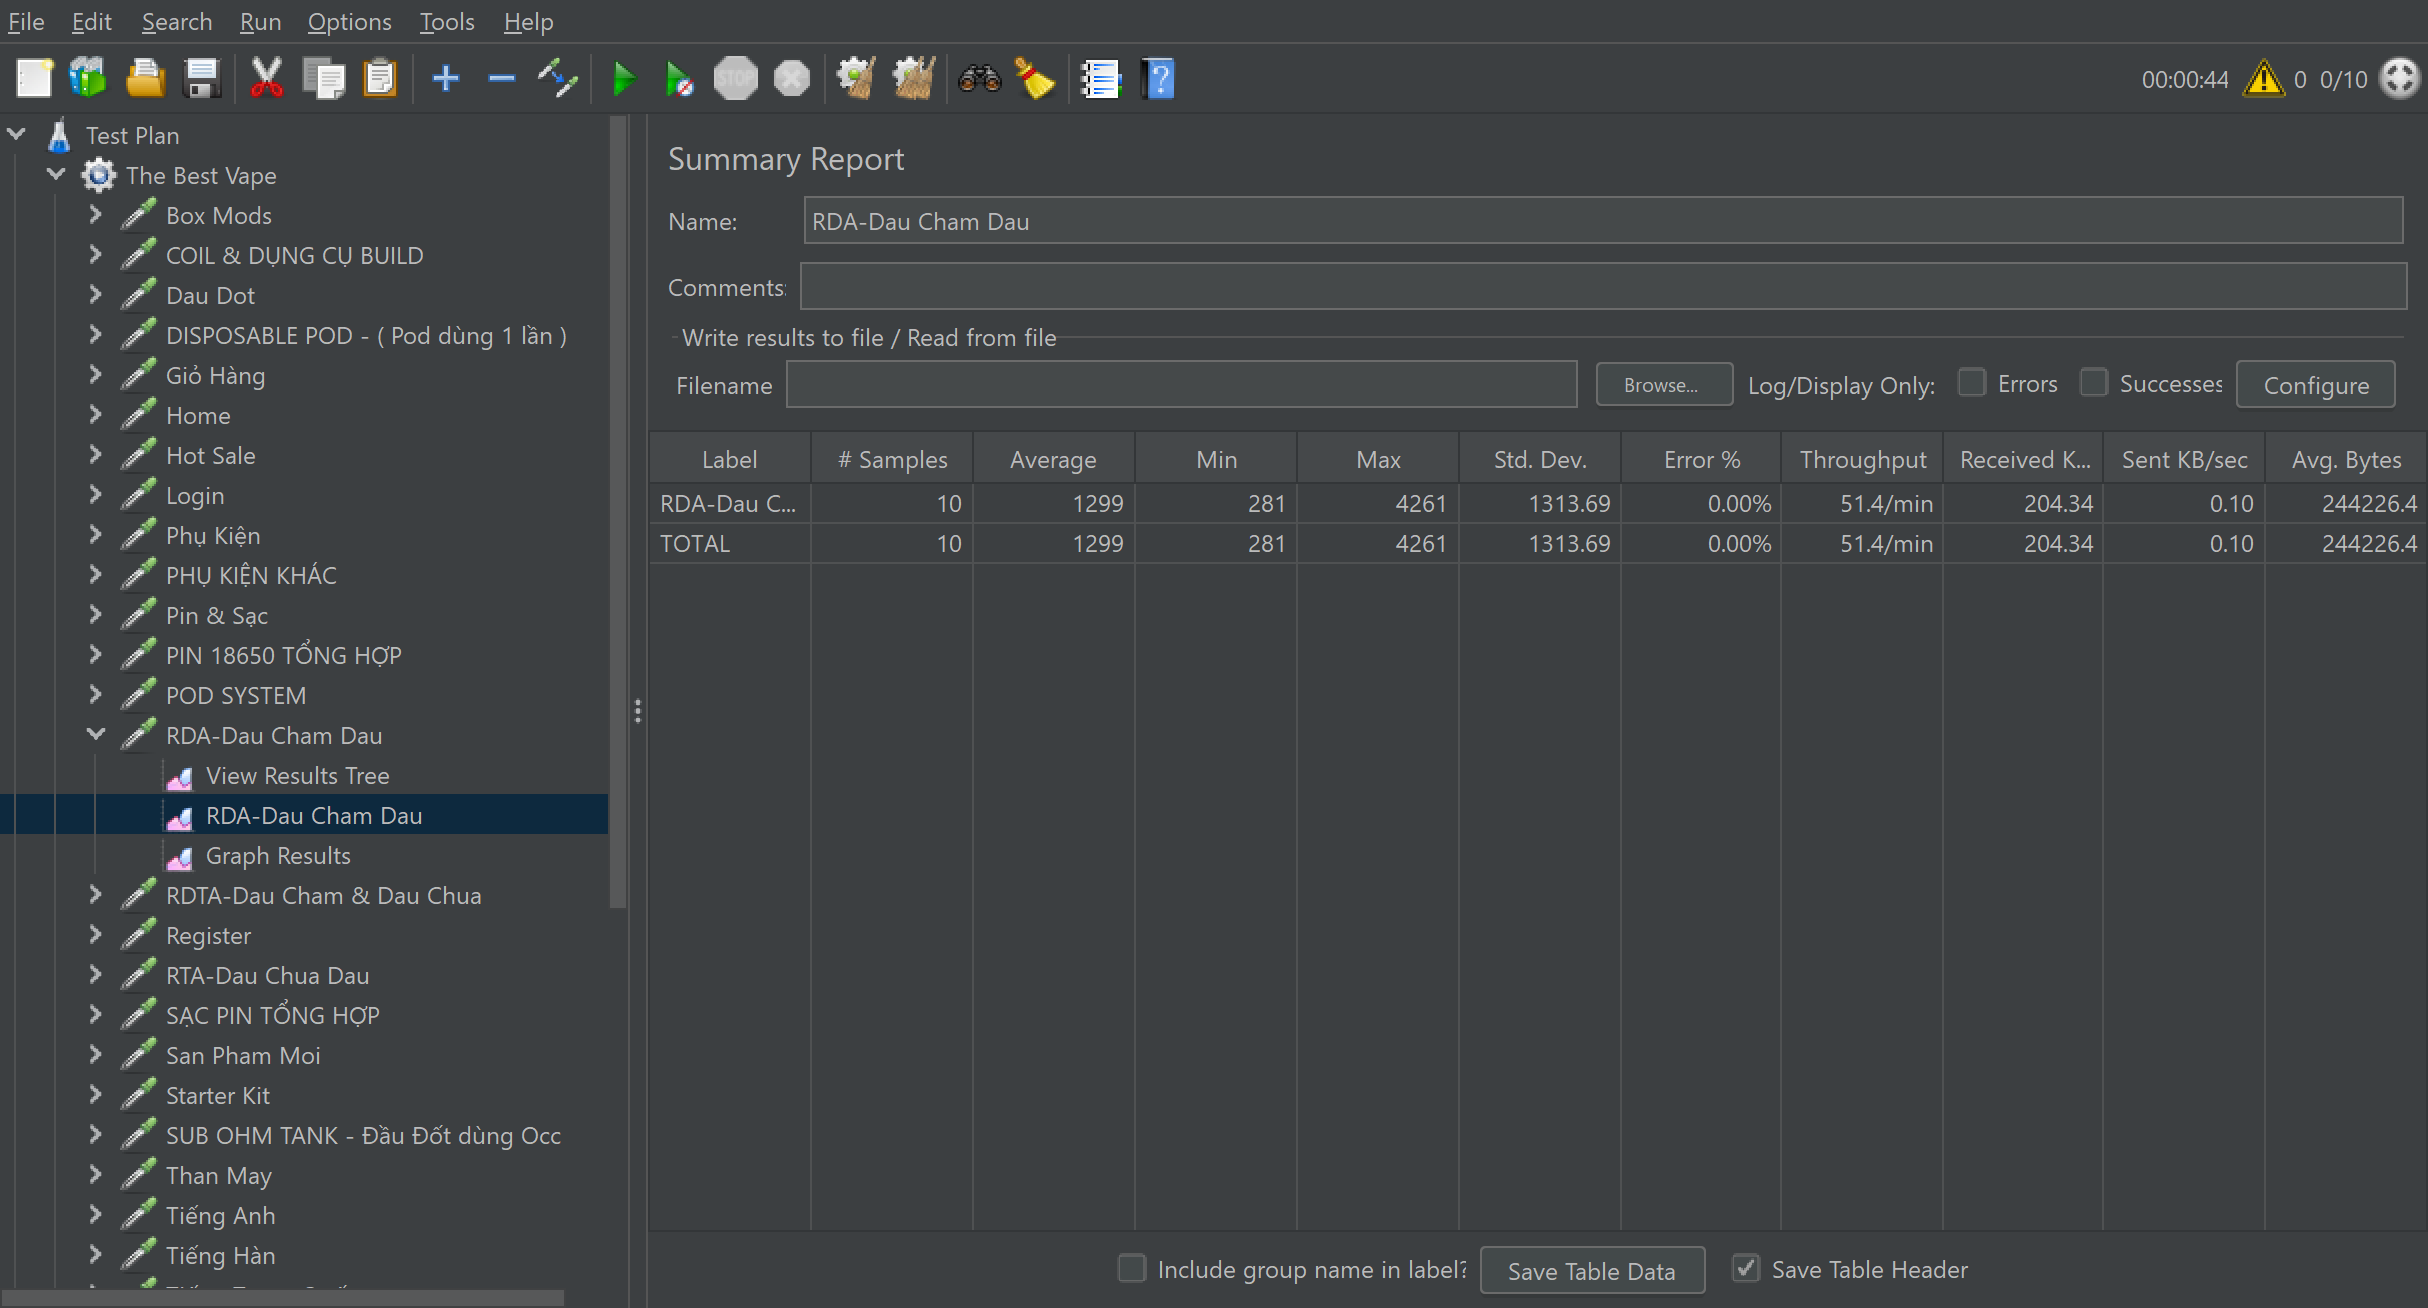 File Edit Search Run Options Tools Help
STOP
?
00:00:44 0 0/10
Test Plan
The Best Vape
Box Mods
COIL & DỤNG CỤ BUILD
Dau Dot
DISPOSABLE POD - ( Pod dùng 1 lần )
Giỏ Hàng
Home
Hot Sale
Login
Phụ Kiện
PHỤ KIỆN KHÁC
Pin & Sạc
PIN 18650 TỔNG HỢP
POD SYSTEM
RDA-Dau Cham Dau
View Results Tree
RDA-Dau Cham Dau
Graph Results
RDTA-Dau Cham & Dau Chua
Register
RTA-Dau Chua Dau
SẠC PIN TỔNG HỢP
San Pham Moi
Starter Kit
SUB OHM TANK - Đầu Đốt dùng Occ
Than May
Tiếng Anh
Tiếng Hàn
Summary Report
Name: RDA-Dau Cham Dau
Comments:
Write results to file / Read from file
Filename Browse... Log/Display Only: Errors Successes Configure
Label # Samples Average Min Max Std. Dev. Error % Throughput Received K... Sent KB/sec Avg. Bytes
RDA-Dau C... 10 1299 281 4261 1313.69 0.00% 51.4/min 204.34 0.10 244226.4
TOTAL 10 1299 281 4261 1313.69 0.00% 51.4/min 204.34 0.10 244226.4
Include group name in label? Save Table Data Save Table Header